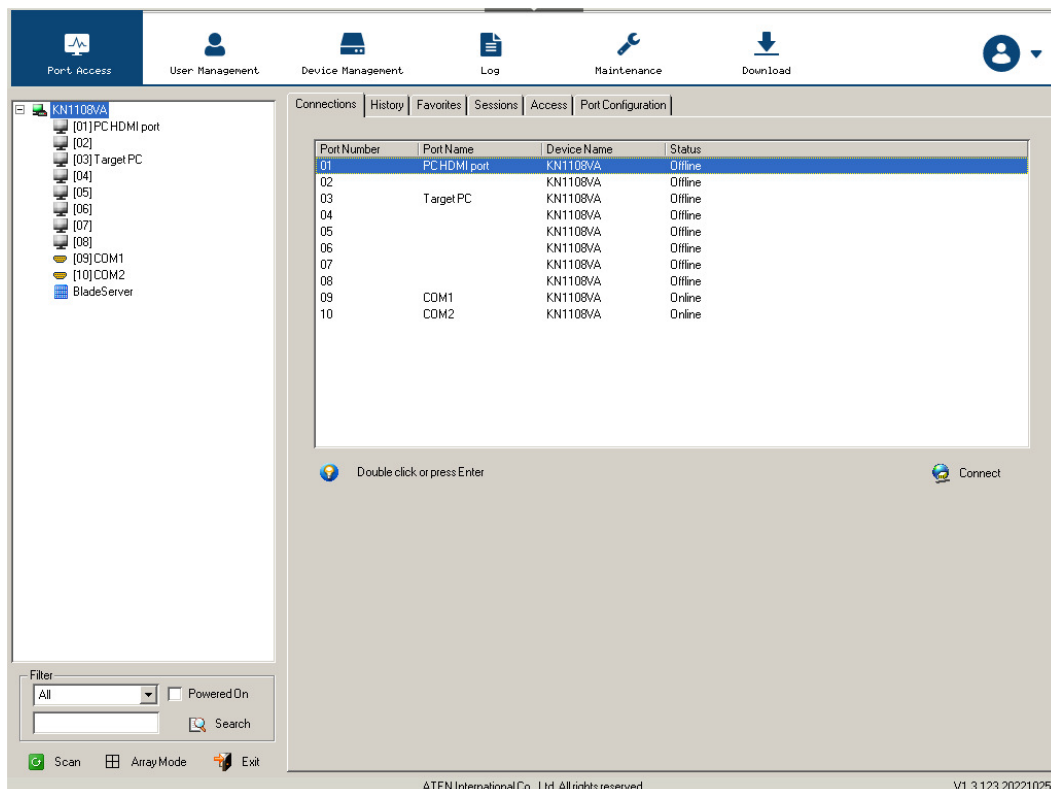 Port Access User Management Device Management Log Maintenance Download
Connections History Favorites Sessions Access Port Configuration
KN1108VA
[01]PC HDMI port
[02]
[03]Target PC
[04]
[05]
[06]
[07]
[08]
[09]COM1
[10]COM2
BladeServer
Port Number Port Name Device Name Status
01 PC HDMI port KN1108VA Offline
02 KN1108VA Offline
03 Target PC KN1108VA Offline
04 KN1108VA Offline
05 KN1108VA Offline
06 KN1108VA Offline
07 KN1108VA Offline
08 KN1108VA Offline
09 COM1 KN1108VA Online
10 COM2 KN1108VA Online
Double click or press Enter Connect
Filter
All Powered On
Search
Scan Array Mode Exit
ATEN International Co., Ltd. All rights reserved. V1.3.123.20221025